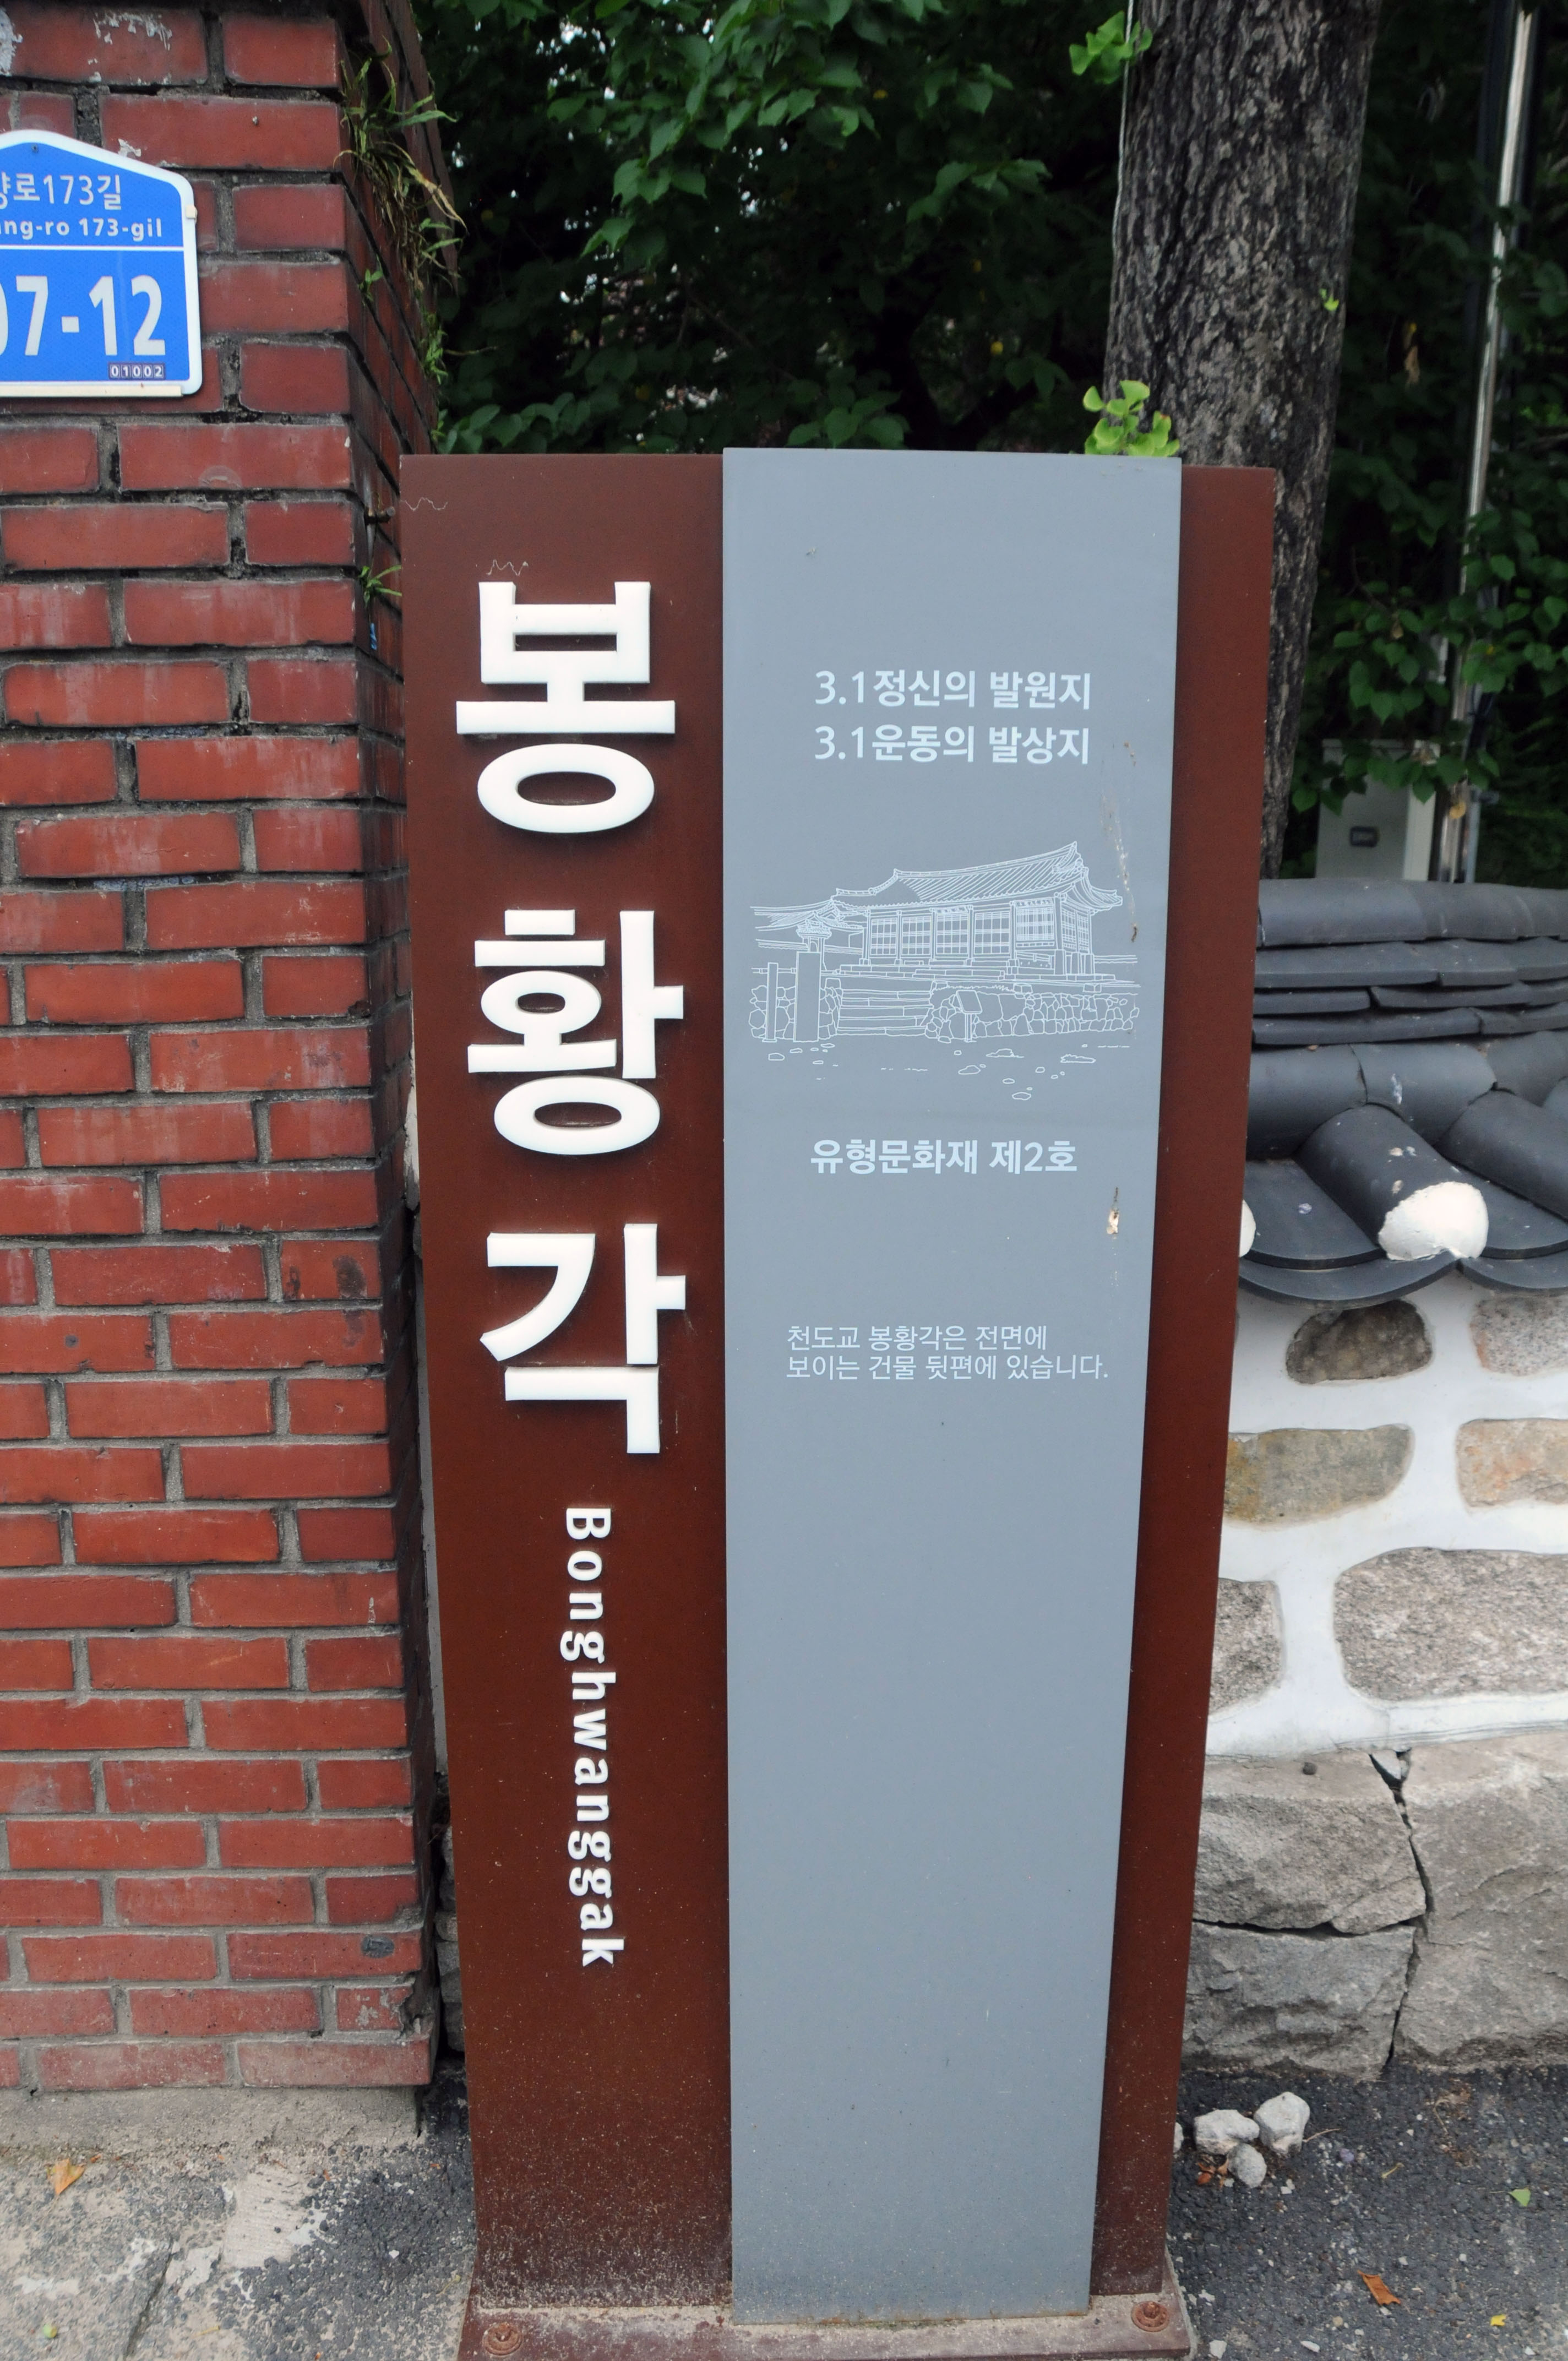 향로173길
ng-ro 173-gil
07-12
01002
봉황각
Bonghwanggak
3.1정신의 발원지
3.1운동의 발상지
유형문화재 제2호
천도교 봉황각은 전면에
보이는 건물 뒷편에 있습니다.